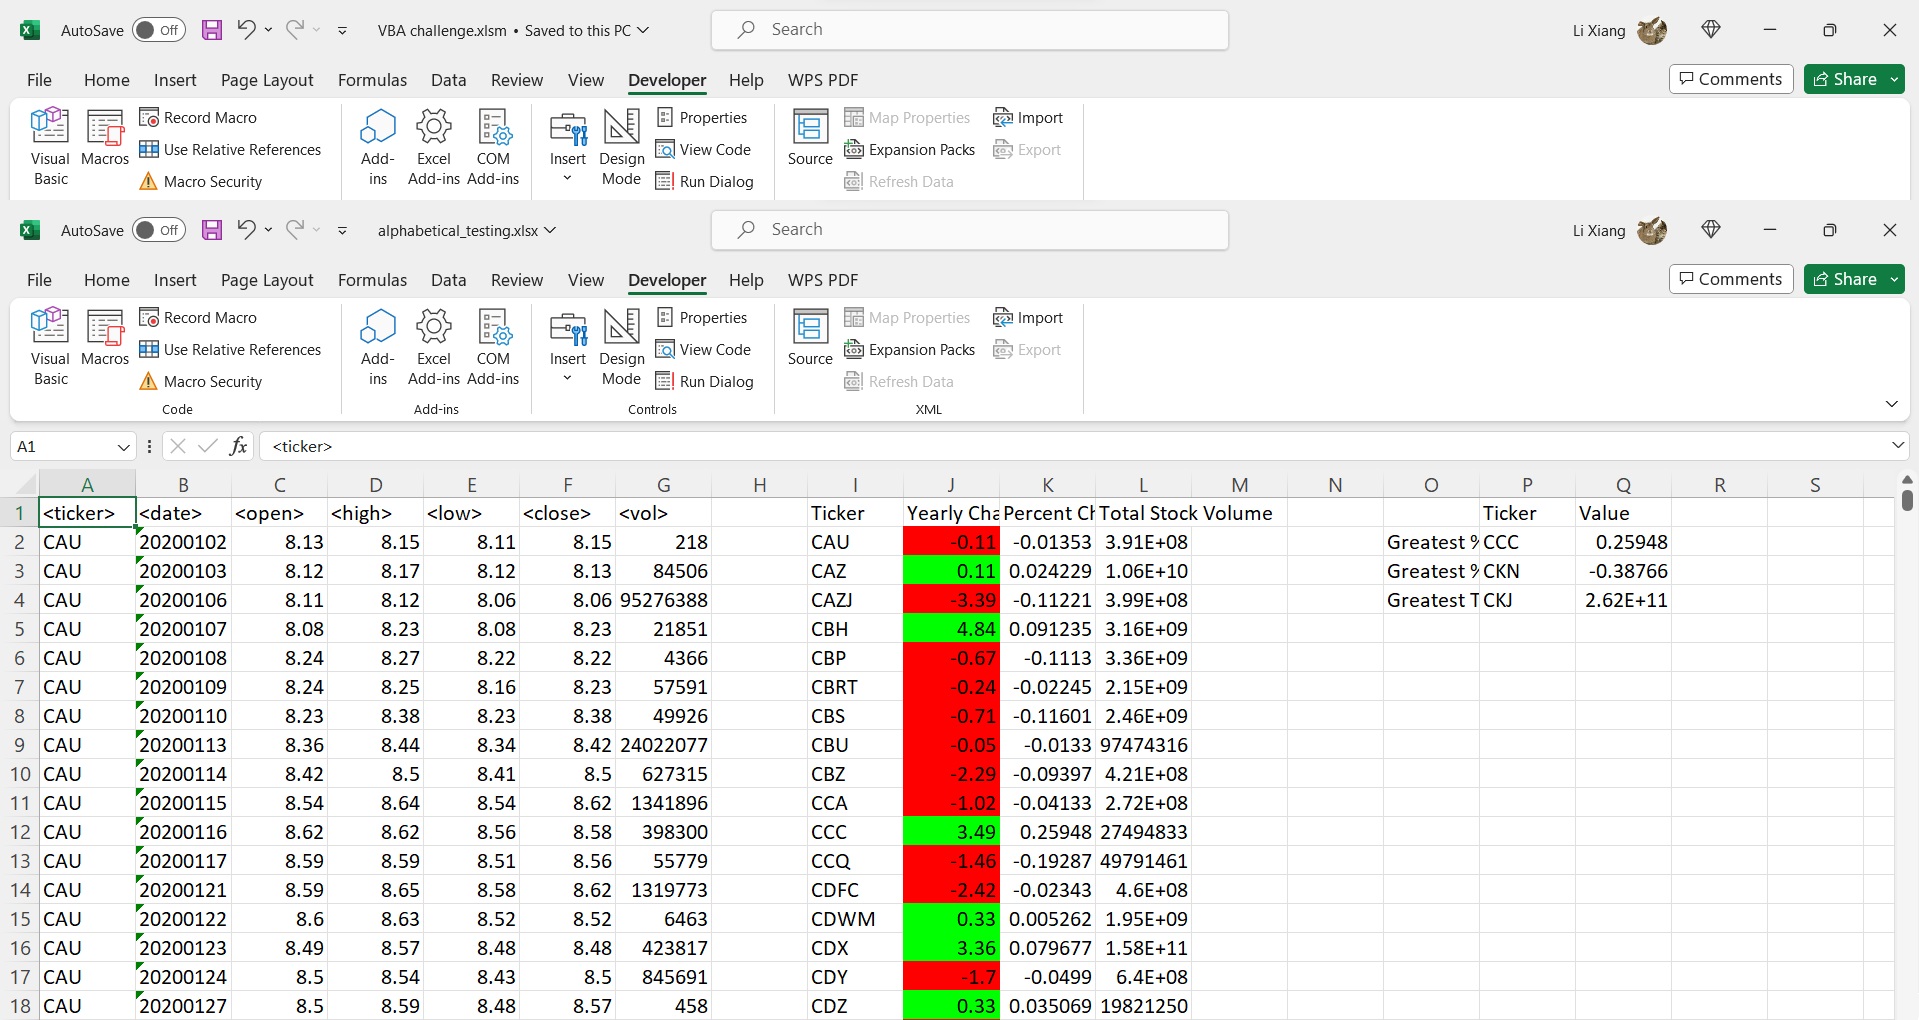 AutoSave Off VBA challenge.xlsm • Saved to this PC Search Li Xiang
File Home Insert Page Layout Formulas Data Review View Developer Help WPS PDF Comments Share
Visual Basic Macros Record Macro Use Relative References Macro Security Add-ins Excel Add-ins COM Add-ins Insert Design Mode Properties View Code Run Dialog Source Map Properties Expansion Packs Refresh Data Import Export
AutoSave Off alphabetical_testing.xlsx Search Li Xiang
File Home Insert Page Layout Formulas Data Review View Developer Help WPS PDF Comments Share
Visual Basic Macros Record Macro Use Relative References Macro Security Add-ins Excel Add-ins COM Add-ins Insert Design Mode Properties View Code Run Dialog Source Map Properties Expansion Packs Refresh Data Import Export
Code Add-ins Controls XML
A1 fx <ticker>
A B C D E F G H I J K L M N O P Q R S
1 <ticker> <date> <open> <high> <low> <close> <vol> Ticker Yearly Cha Percent Ch Total Stock Volume Ticker Value
2 CAU 20200102 8.13 8.15 8.11 8.15 218 CAU -0.11 -0.01353 3.91E+08 Greatest % CCC 0.25948
3 CAU 20200103 8.12 8.17 8.12 8.13 84506 CAZ 0.11 0.024229 1.06E+10 Greatest % CKN -0.38766
4 CAU 20200106 8.11 8.12 8.06 8.06 95276388 CAZJ -3.39 -0.11221 3.99E+08 Greatest T CKJ 2.62E+11
5 CAU 20200107 8.08 8.23 8.08 8.23 21851 CBH 4.84 0.091235 3.16E+09
6 CAU 20200108 8.24 8.27 8.22 8.22 4366 CBP -0.67 -0.1113 3.36E+09
7 CAU 20200109 8.24 8.25 8.16 8.23 57591 CBRT -0.24 -0.02245 2.15E+09
8 CAU 20200110 8.23 8.38 8.23 8.38 49926 CBS -0.71 -0.11601 2.46E+09
9 CAU 20200113 8.36 8.44 8.34 8.42 24022077 CBU -0.05 -0.0133 97474316
10 CAU 20200114 8.42 8.5 8.41 8.5 627315 CBZ -2.29 -0.09397 4.21E+08
11 CAU 20200115 8.54 8.64 8.54 8.62 1341896 CCA -1.02 -0.04133 2.72E+08
12 CAU 20200116 8.62 8.62 8.56 8.58 398300 CCC 3.49 0.25948 27494833
13 CAU 20200117 8.59 8.59 8.51 8.56 55779 CCQ -1.46 -0.19287 49791461
14 CAU 20200121 8.59 8.65 8.58 8.62 1319773 CDFC -2.42 -0.02343 4.6E+08
15 CAU 20200122 8.6 8.63 8.52 8.52 6463 CDWM 0.33 0.005262 1.95E+09
16 CAU 20200123 8.49 8.57 8.48 8.48 423817 CDX 3.36 0.079677 1.58E+11
17 CAU 20200124 8.5 8.54 8.43 8.5 845691 CDY -1.7 -0.0499 6.4E+08
18 CAU 20200127 8.5 8.59 8.48 8.57 458 CDZ 0.33 0.035069 19821250